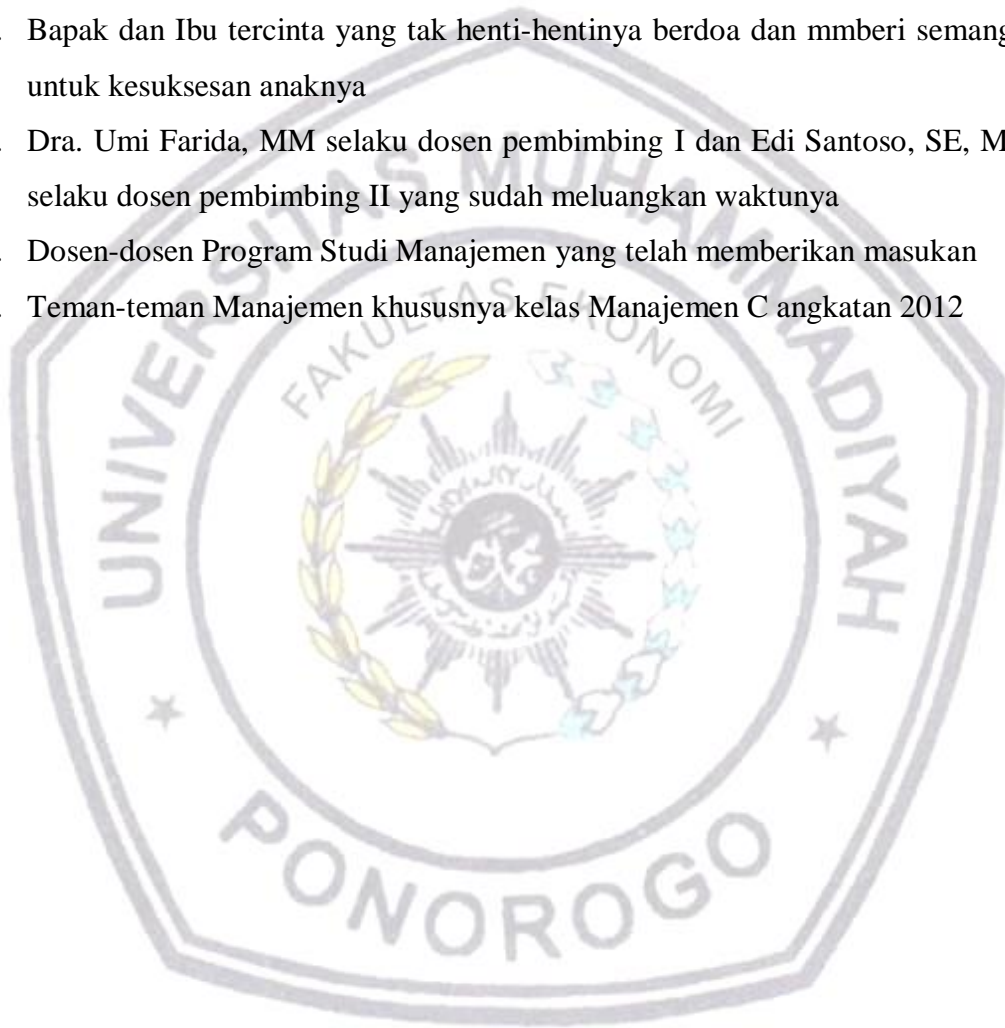 . Bapak dan Ibu tercinta yang tak henti-hentinya berdoa dan mmberi semang
untuk kesuksesan anaknya
. Dra. Umi Farida, MM selaku dosen pembimbing I dan Edi Santoso, SE, M
selaku dosen pembimbing II yang sudah meluangkan waktunya
. Dosen-dosen Program Studi Manajemen yang telah memberikan masukan
. Teman-teman Manajemen khususnya kelas Manajemen C angkatan 2012
UNIVERSITAS MUHAMMADIYAH
FAKULTAS EKONOMI
PONOROGO